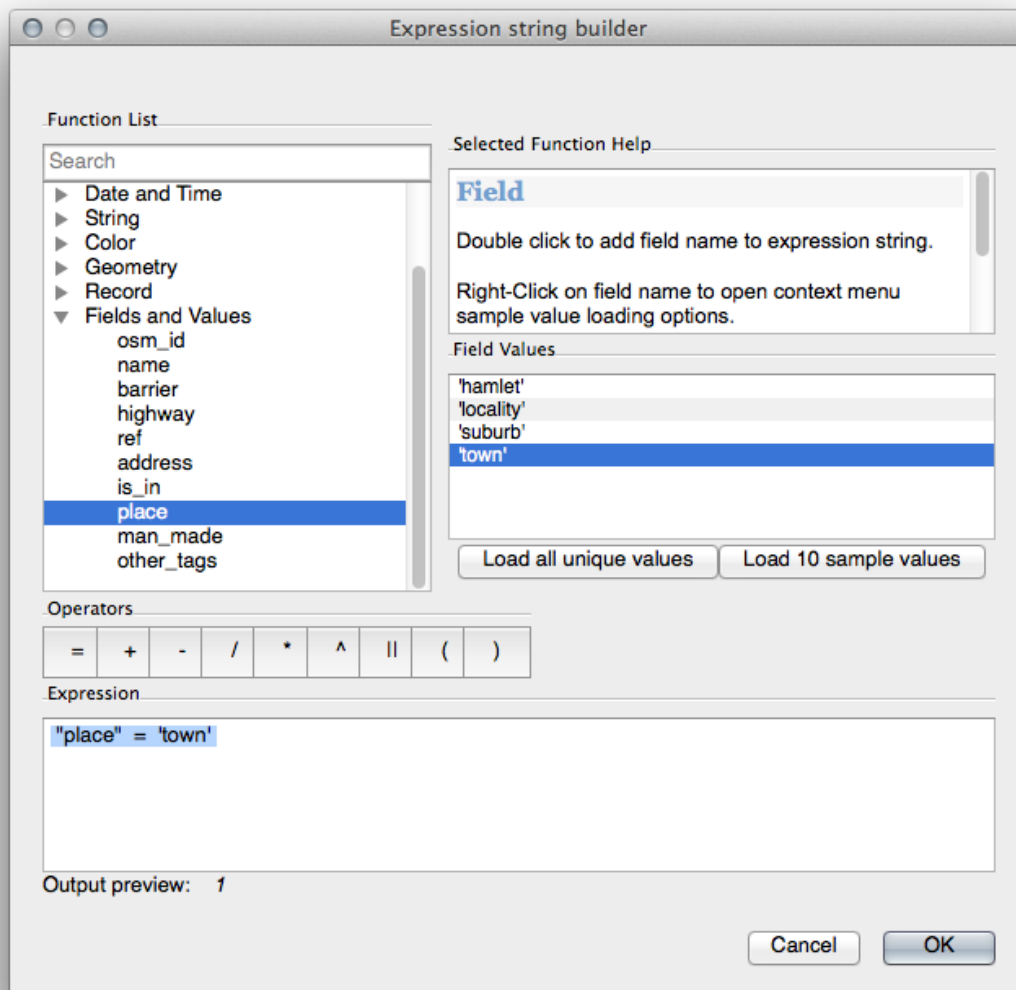 Expression string builder
Function List
Search
Date and Time
String
Color
Geometry
Record
Fields and Values
osm_id
name
barrier
highway
ref
address
is_in
place
man_made
other_tags
Selected Function Help
Field
Double click to add field name to expression string.
Right-Click on field name to open context menu
sample value loading options.
Field Values
'hamlet'
'locality'
'suburb'
'town'
Load all unique values Load 10 sample values
Operators
= + - / * ^ || ( )
Expression
"place" = 'town'
Output preview: 1
Cancel OK